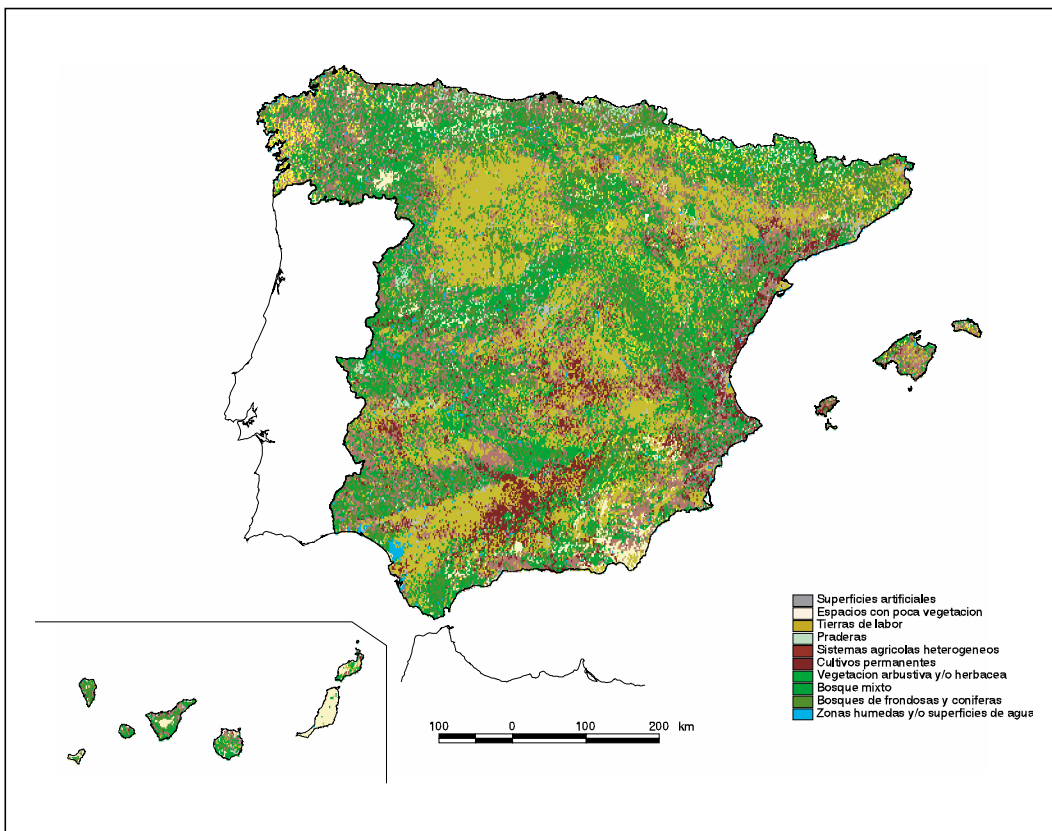 Superficies artificiales
Espacios con poca vegetacion
Tierras de labor
Praderas
Sistemas agricolas heterogeneos
Cultivos permanentes
Vegetacion arbustiva y/o herbacea
Bosque mixto
Bosques de frondosas y coniferas
Zonas humedas y/o superficies de agua
100 0 100 200 km